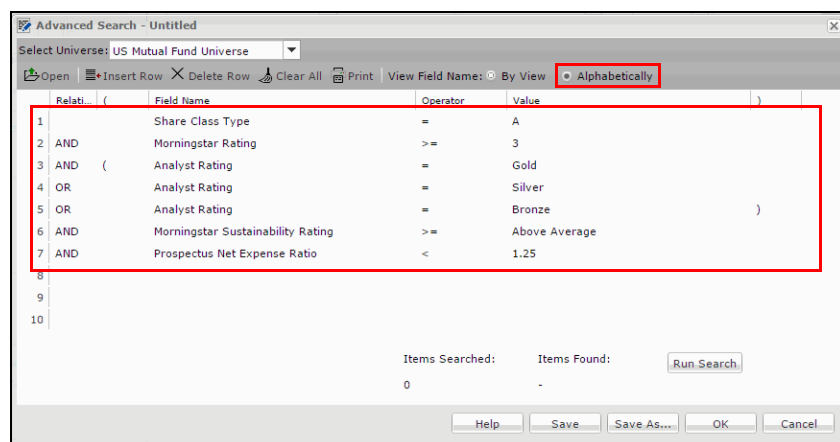 Advanced Search - Untitled
Select Universe: US Mutual Fund Universe
Open Insert Row Delete Row Clear All Print View Field Name: By View Alphabetically
Relati... ( Field Name Operator Value )
1 Share Class Type = A
2 AND Morningstar Rating >= 3
3 AND ( Analyst Rating = Gold
4 OR Analyst Rating = Silver
5 OR Analyst Rating = Bronze )
6 AND Morningstar Sustainability Rating >= Above Average
7 AND Prospectus Net Expense Ratio < 1.25
8
9
10
Items Searched: Items Found: Run Search
0 -
Help Save Save As... OK Cancel